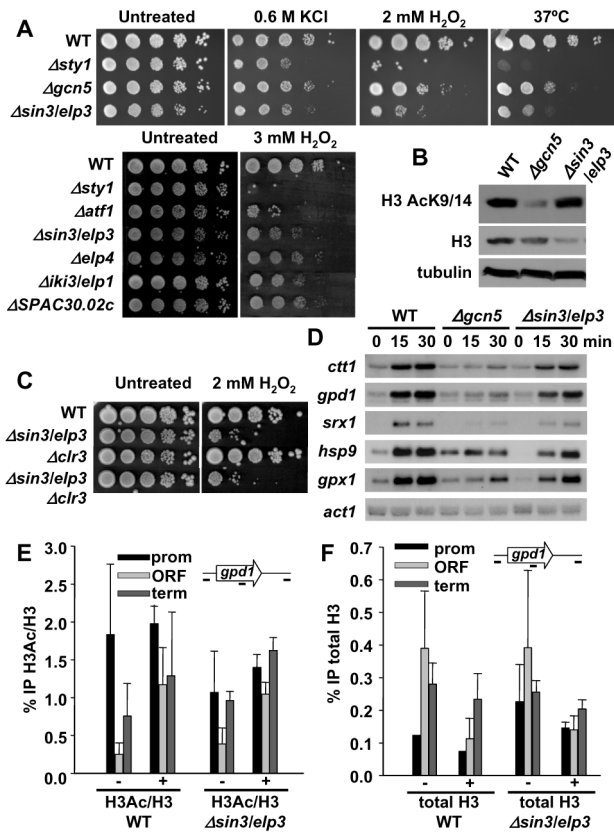 A
Untreated
0.6 M KCl
2 mM H₂O₂
37ºC
WT
Δsty1
Δgcn5
Δsin3/elp3
Untreated
3 mM H₂O₂
WT
Δsty1
Δatf1
Δsin3/elp3
Δelp4
Δiki3/elp1
ΔSPAC30.02c
B
WT
Δgcn5
Δsin3
/elp3
H3 AcK9/14
H3
tubulin
C
Untreated
2 mM H₂O₂
WT
Δsin3/elp3
Δclr3
Δsin3/elp3
Δclr3
D
WT
Δgcn5
Δsin3/elp3
0 15 30 0 15 30 0 15 30 min
ctt1
gpd1
srx1
hsp9
gpx1
act1
E
% IP H3Ac/H3
3.0
2.5
2.0
1.5
1.0
0.5
0.0
prom
ORF
term
gpd1
- + - +
H3Ac/H3
WT
H3Ac/H3
Δsin3/elp3
F
% IP total H3
0.7
0.6
0.5
0.4
0.3
0.2
0.1
0.0
prom
ORF
term
gpd1
- + - +
total H3
WT
total H3
Δsin3/elp3